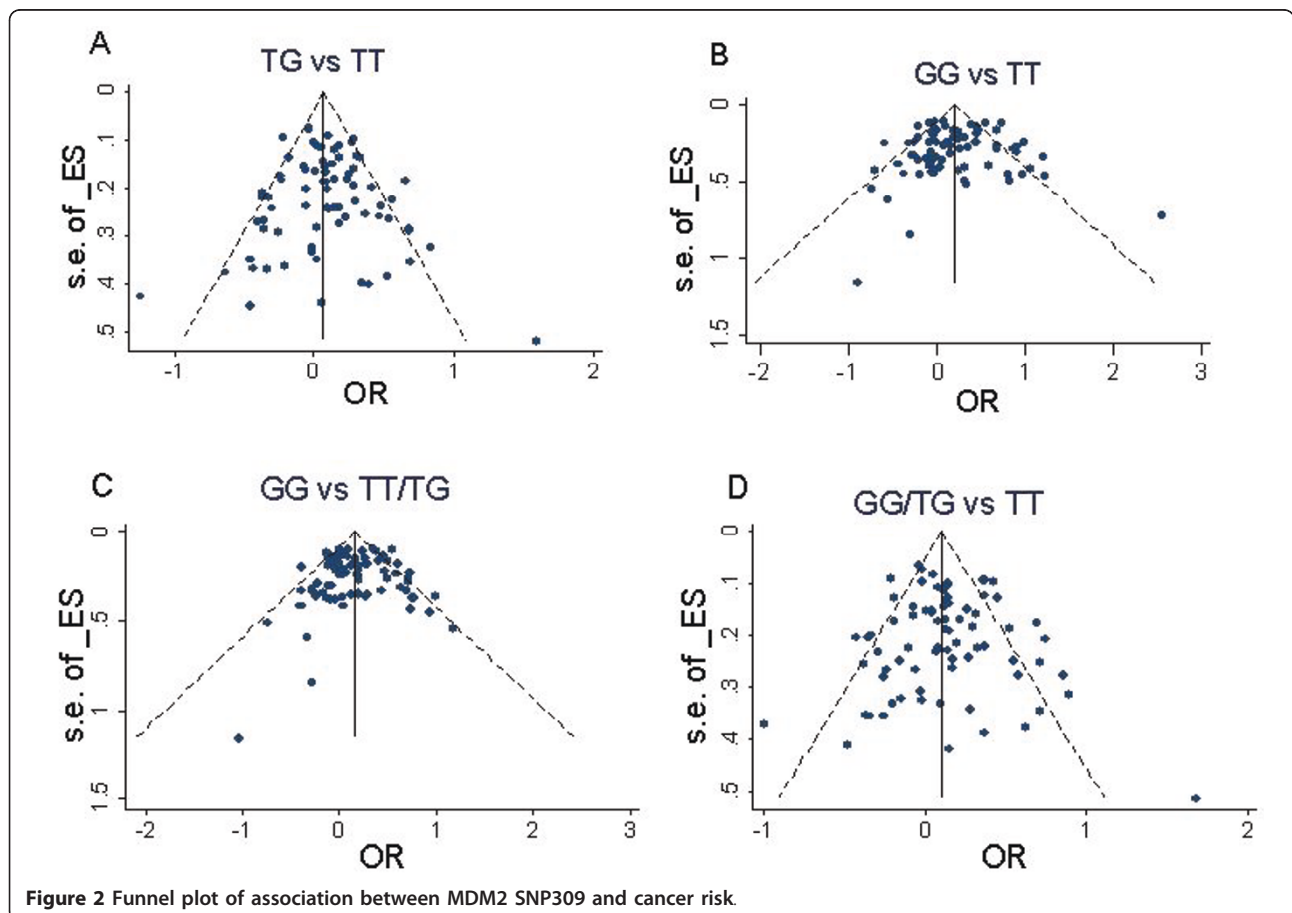 A
TG vs TT
s.e. of _ES
0
.1
.2
.3
.4
.5
-1
0
1
2
OR
B
GG vs TT
s.e. of _ES
0
.5
1
1.5
-2
-1
0
1
2
3
OR
C
GG vs TT/TG
s.e. of _ES
0
.5
1
1.5
-2
-1
0
1
2
3
OR
D
GG/TG vs TT
s.e. of _ES
0
.1
.2
.3
.4
.5
-1
0
1
2
OR
Figure 2 Funnel plot of association between MDM2 SNP309 and cancer risk.